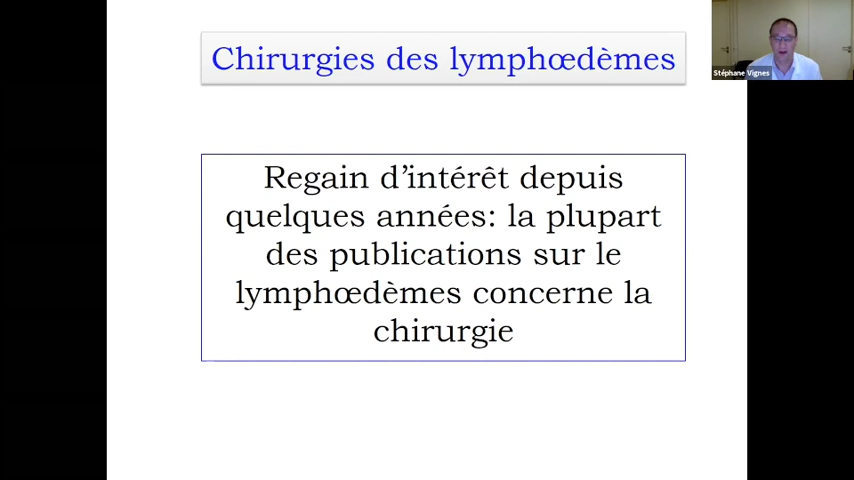 Chirurgies des lymphœdèmes
Stéphane Vignes
Regain d’intérêt depuis
quelques années: la plupart
des publications sur le
lymphœdèmes concerne la
chirurgie